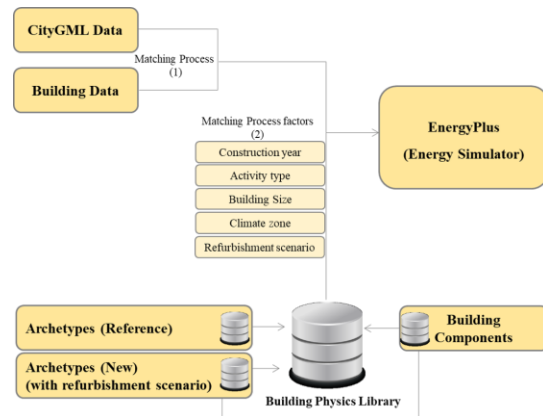 CityGML Data
Matching Process
(1)
Building Data
Matching Process factors
(2)
Construction year
Activity type
Building Size
Climate zone
Refurbishment scenario
EnergyPlus
(Energy Simulator)
Archetypes (Reference)
Archetypes (New)
(with refurbishment scenario)
Building
Components
Building Physics Library